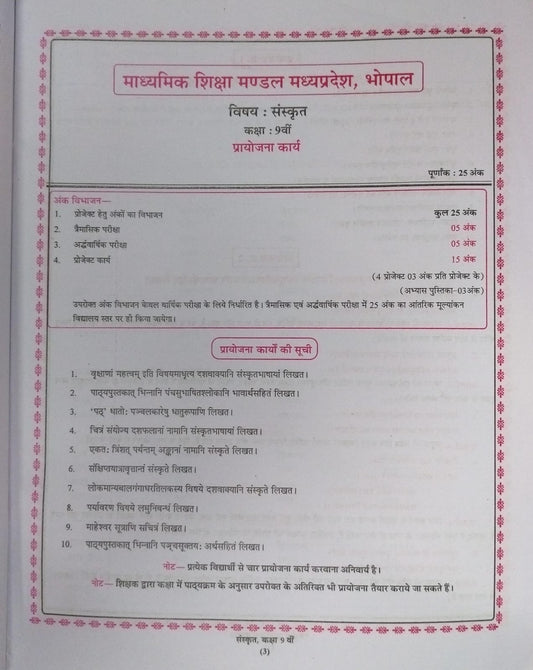 माध्यमिक शिक्षा मण्डल मध्यप्रदेश, भोपाल
विषय : संस्कृत
कक्षा : 9वीं
प्रायोजना कार्य
पूर्णांक : 25 अंक
अंक विभाजन—
1. प्रोजेक्ट हेतु अंकों का विभाजन कुल 25 अंक
2. त्रैमासिक परीक्षा 05 अंक
3. अर्द्धवार्षिक परीक्षा 05 अंक
4. प्रोजेक्ट कार्य 15 अंक
(4 प्रोजेक्ट 03 अंक प्रति प्रोजेक्ट के)
(अभ्यास पुस्तिका-03अंक)
उपरोक्त अंक विभाजन केवल वार्षिक परीक्षा के लिये निर्धारित है। त्रैमासिक एवं अर्द्धवार्षिक परीक्षा में 25 अंक का आंतरिक मूल्यांकन
विद्यालय स्तर पर ही किया जायेगा।
प्रायोजना कार्यों की सूची
1. वृक्षाणां महत्त्वम् इति विषयमाधृत्य दशवाक्यानि संस्कृतभाषायां लिखत।
2. पाठ्यपुस्तकात् भिन्नानि पंचसुभाषितश्लोकानि भावार्थसहितं लिखत।
3. 'पठ्' धातोः पञ्चलकारेषु धातुरूपाणि लिखत।
4. चित्रं संयोज्य दशफलानां नामानि संस्कृतभाषायां लिखत।
5. एकतः त्रिंशत् पर्यन्तम् अङ्कानां नामानि संस्कृते लिखत।
6. संक्षिप्तयात्रावृत्तान्तं संस्कृते लिखत।
7. लोकमान्यबालगंगाधरतिलकस्य विषये दशवाक्यानि संस्कृते लिखत।
8. पर्यावरण विषये लघुनिबन्धं लिखत।
9. माहेश्वर सूत्राणि सचित्रं लिखत।
10. पाठ्यपुस्तकात् भिन्नानि पञ्चसूक्तयः अर्थसहितं लिखत।
नोट— प्रत्येक विद्यार्थी से चार प्रायोजना कार्य करवाना अनिवार्य है।
नोट— शिक्षक द्वारा कक्षा में पाठ्यक्रम के अनुसार उपरोक्त के अतिरिक्त भी प्रायोजना तैयार कराये जा सकते हैं।
संस्कृत, कक्षा 9 वीं
(3)